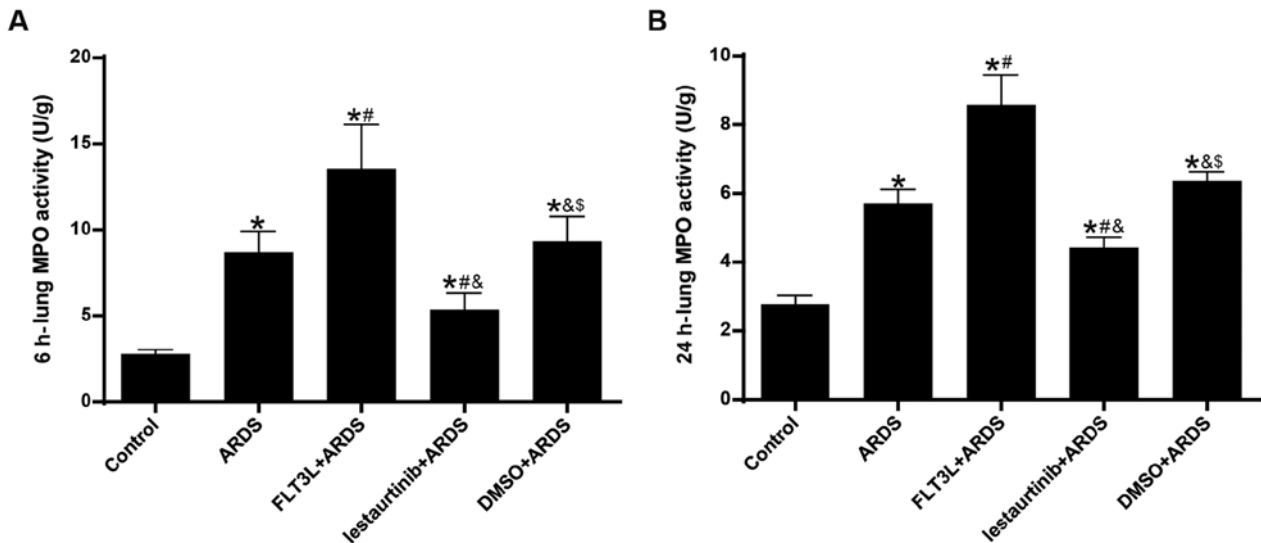 A
6 h-lung MPO activity (U/g)
20
15
10
5
0
*
*#
*#&
*&$
Control
ARDS
FLT3L+ARDS
lestaurtinib+ARDS
DMSO+ARDS
B
24 h-lung MPO activity (U/g)
10
8
6
4
2
0
*
*#
*#&
*&$
Control
ARDS
FLT3L+ARDS
lestaurtinib+ARDS
DMSO+ARDS